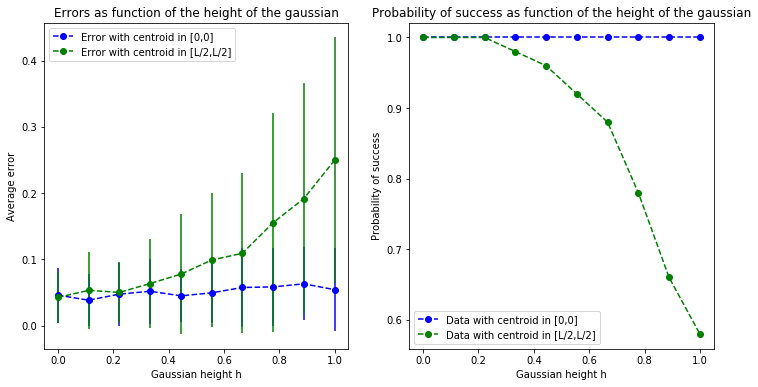 Errors as function of the height of the gaussian
Error with centroid in [0,0]
Error with centroid in [L/2,L/2]
Average error
0.4
0.3
0.2
0.1
0.0
0.0 0.2 0.4 0.6 0.8 1.0
Gaussian height h
Probability of success as function of the height of the gaussian
Probability of success
1.0
0.9
0.8
0.7
0.6
Data with centroid in [0,0]
Data with centroid in [L/2,L/2]
0.0 0.2 0.4 0.6 0.8 1.0
Gaussian height h